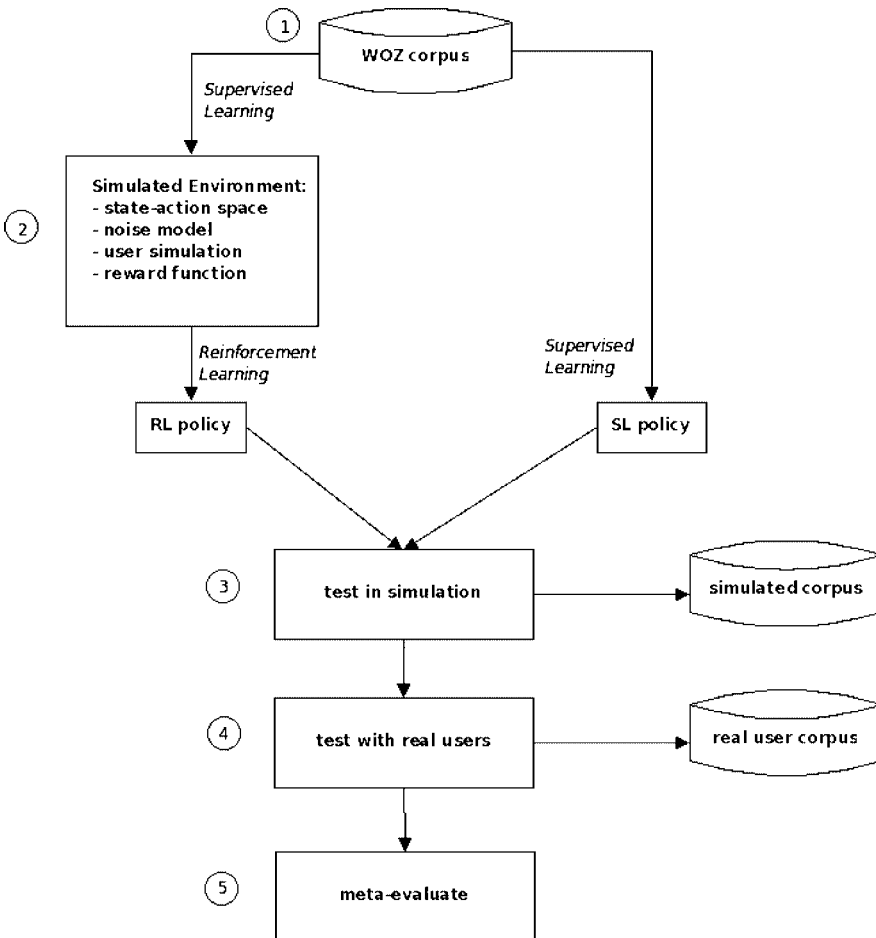 1
WOZ corpus
Supervised
Learning
Simulated Environment:
- state-action space
- noise model
- user simulation
- reward function
2
Reinforcement
Learning
Supervised
Learning
RL policy
SL policy
3
test in simulation
simulated corpus
4
test with real users
real user corpus
5
meta-evaluate